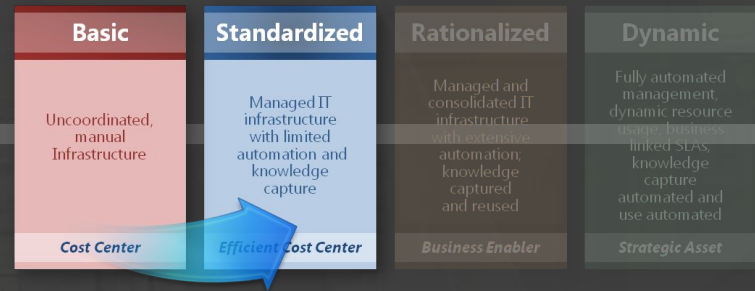 Basic
Uncoordinated,
manual
Infrastructure
Cost Center
Standardized
Managed IT
infrastructure
with limited
automation and
knowledge
capture
Efficient Cost Center
Rationalized
Managed and
consolidated IT
infrastructure
with extensive
automation;
knowledge
captured
and reused
Business Enabler
Dynamic
Fully automated
management,
dynamic resource
usage, business
linked SLAs,
knowledge
capture
automated and
use automated
Strategic Asset